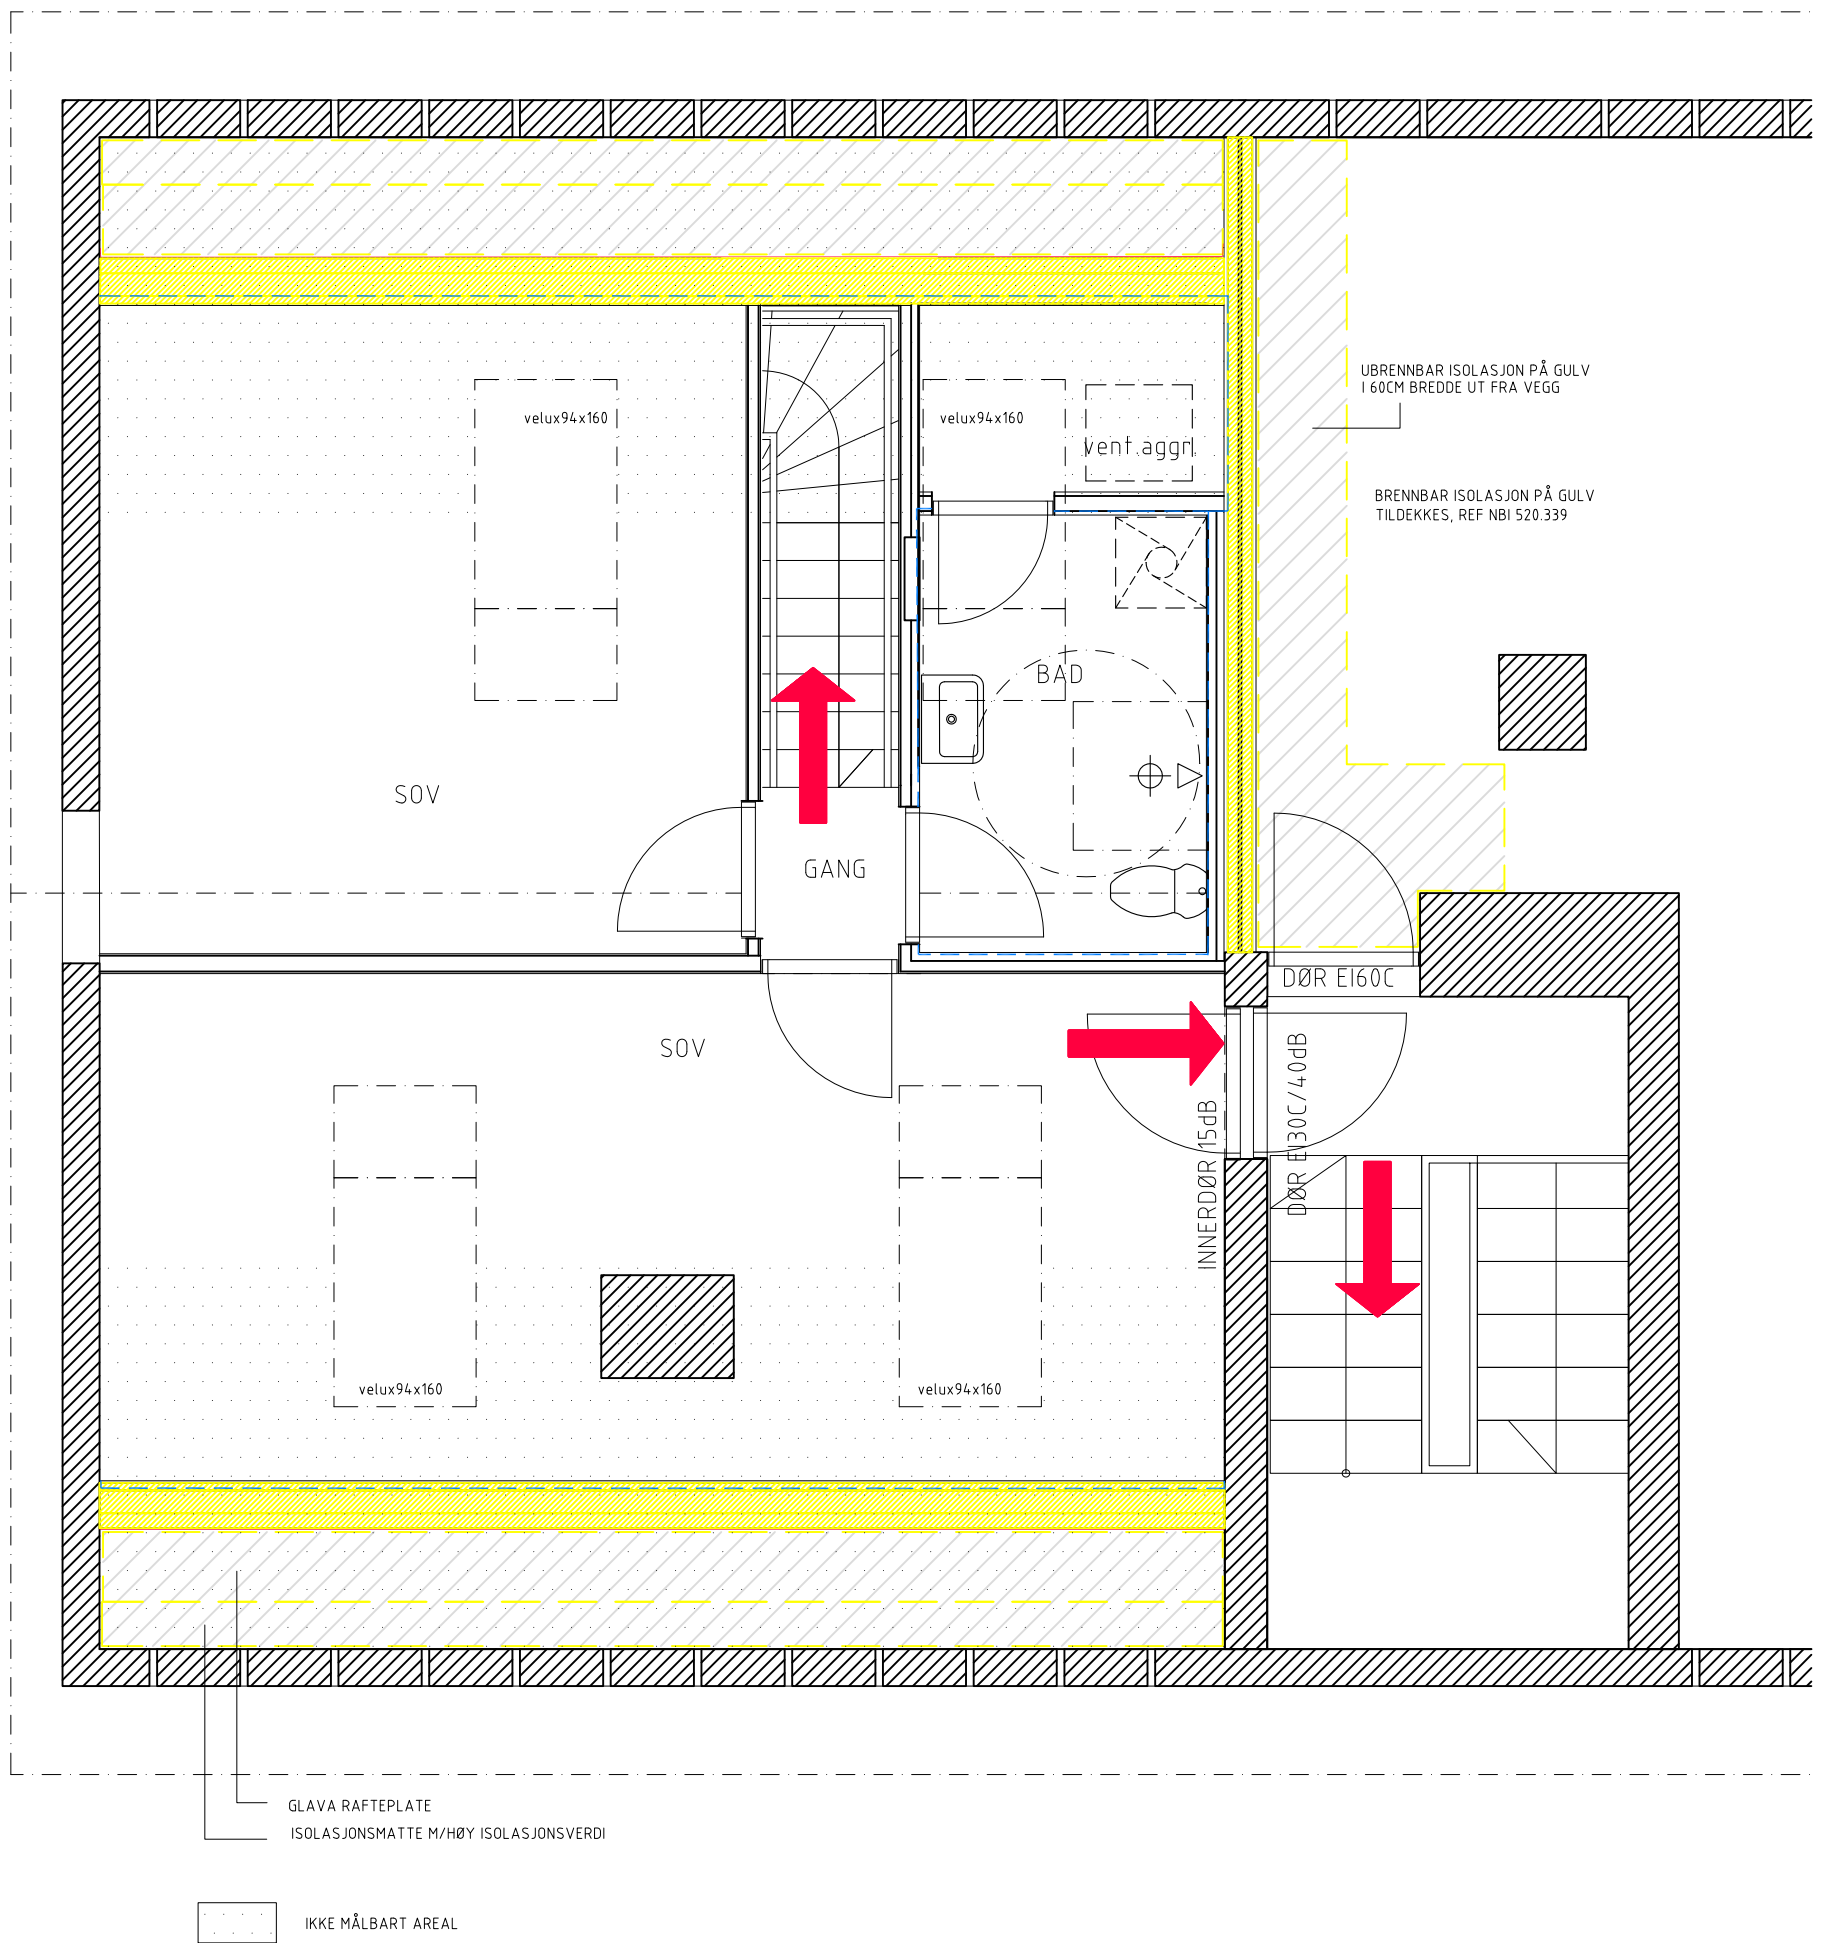 UBRENNBAR ISOLASJON PÅ GULV
I 60CM BREDDE UT FRA VEGG
velux94x160
velux94x160
vent.aggr.
BRENNBAR ISOLASJON PÅ GULV
TILDEKKES, REF NBI 520.339
BAD
SOV
GANG
DØR EI60C
SOV
INNERDØR 15dB
DØR EI30C/40dB
velux94x160
velux94x160
GLAVA RAFTEPLATE
ISOLASJONSMATTE M/HØY ISOLASJONSVERDI
IKKE MÅLBART AREAL